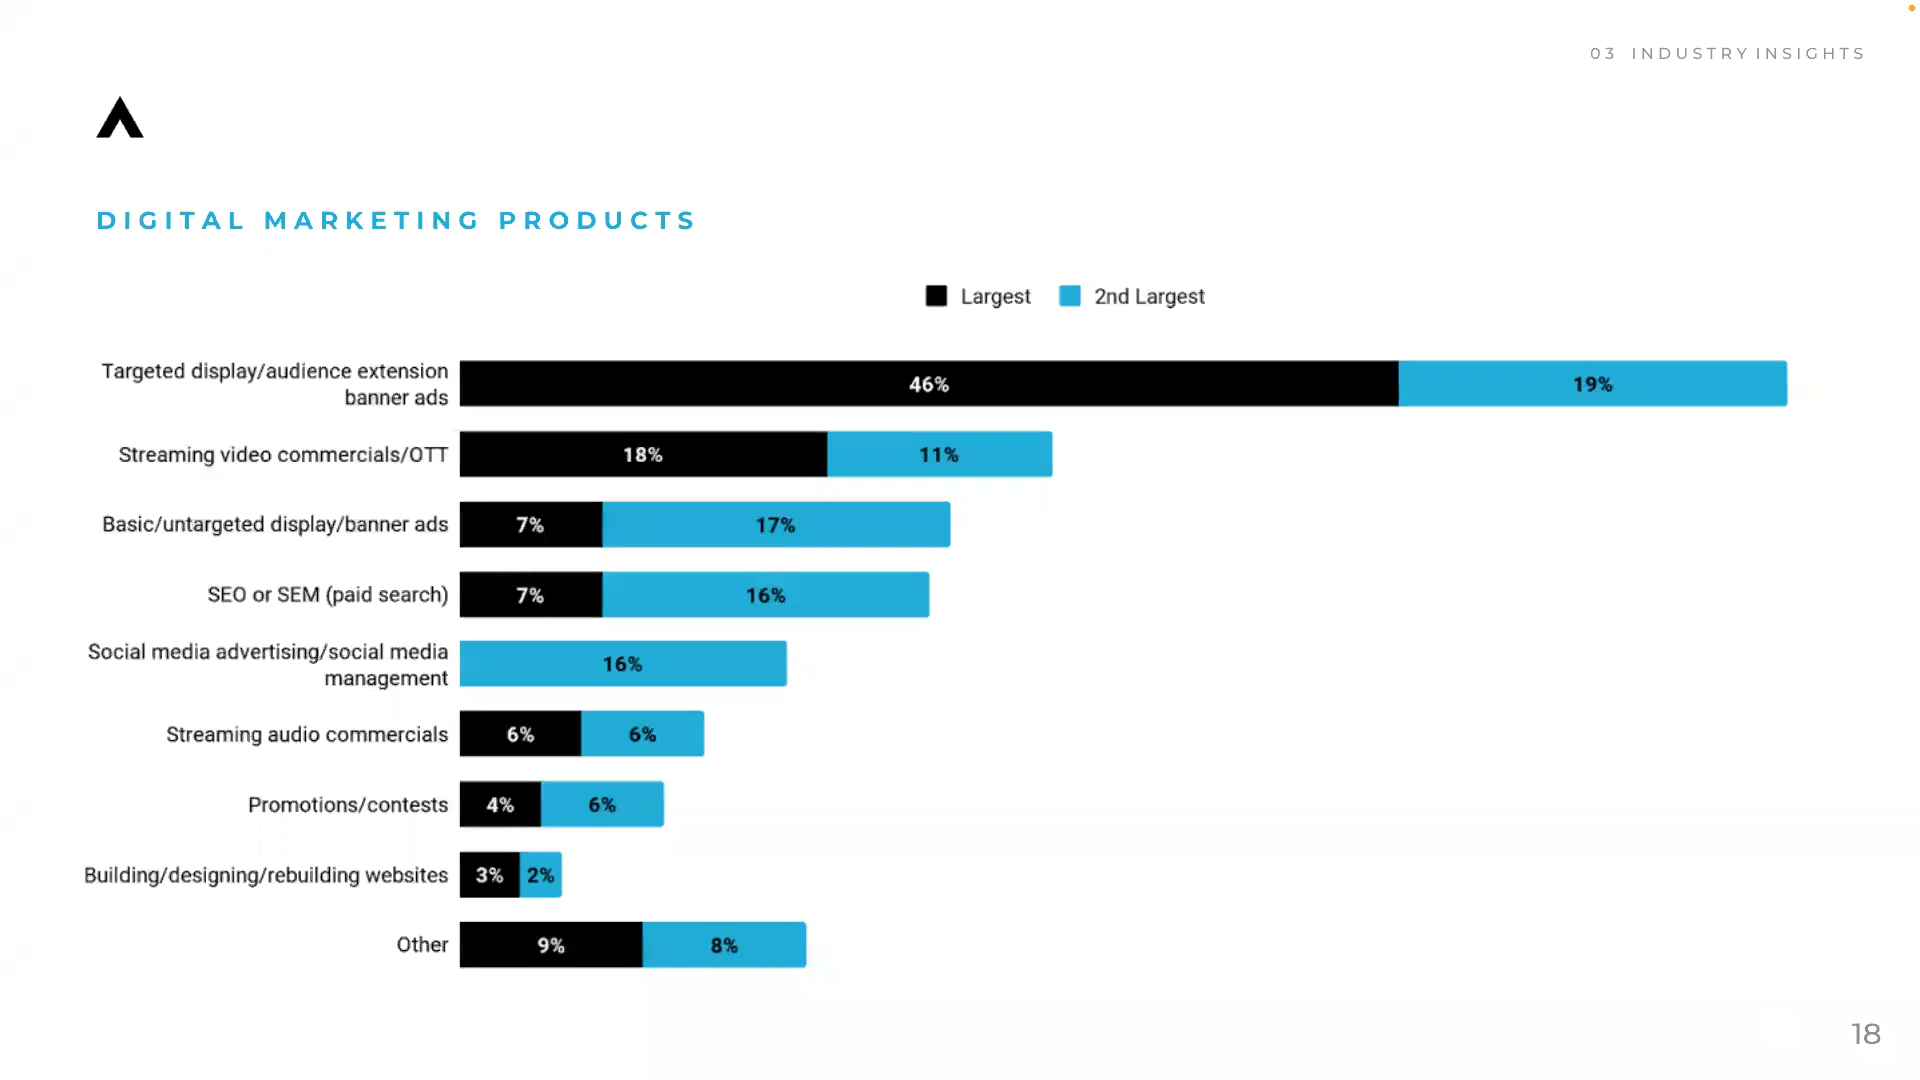 03 INDUSTRY INSIGHTS
DIGITAL MARKETING PRODUCTS
Largest 2nd Largest
Targeted display/audience extension
banner ads
46% 19%
Streaming video commercials/OTT 18% 11%
Basic/untargeted display/banner ads 7% 17%
SEO or SEM (paid search) 7% 16%
Social media advertising/social media
management
16%
Streaming audio commercials 6% 6%
Promotions/contests 4% 6%
Building/designing/rebuilding websites 3% 2%
Other 9% 8%
18